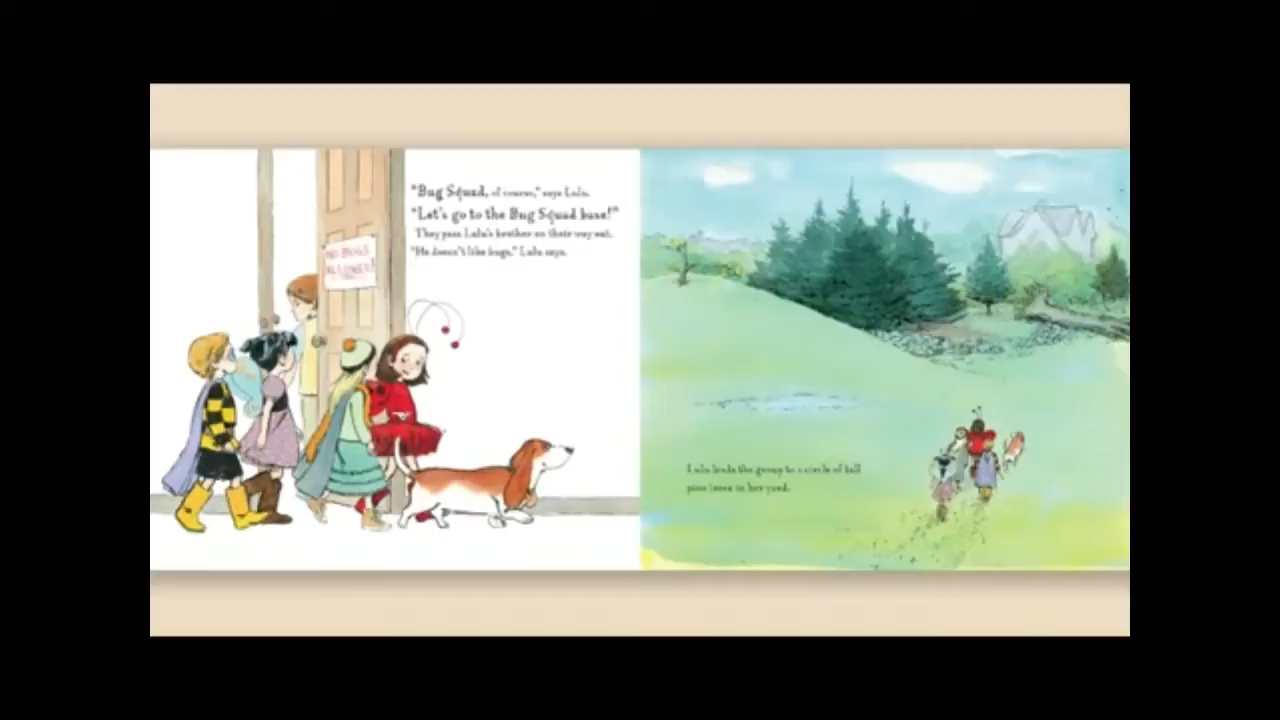 "Bug Squad, of course," says Lulu.
"Let's go to the Bug Squad base!"
They pass Lulu's brother on their way out.
"He doesn't like bugs," Lulu says.
NO BUGS
ALLOWED!
Lulu leads the group to a circle of tall
pine trees in her yard.